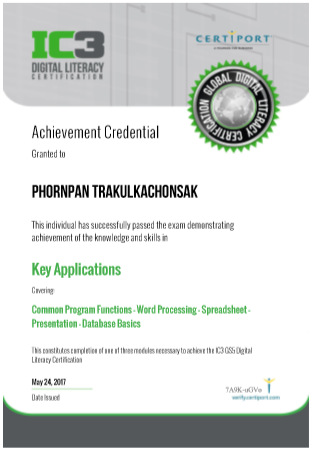 IC3
DIGITAL LITERACY
CERTIFICATION
CERTIPORT
GLOBAL DIGITAL LITERACY CERTIFICATION
Achievement Credential
Granted to
PHORNPAN TRAKULKACHONSAK
This individual has successfully passed the exam demonstrating
achievement of the knowledge and skills in
Key Applications
Covering:
Common Program Functions - Word Processing - Spreadsheet -
Presentation - Database Basics
This constitutes completion of one of three modules necessary to achieve the IC3 GS5 Digital
Literacy Certification
May 24, 2017
Date Issued
7A9K-uGVo
verify.certiport.com